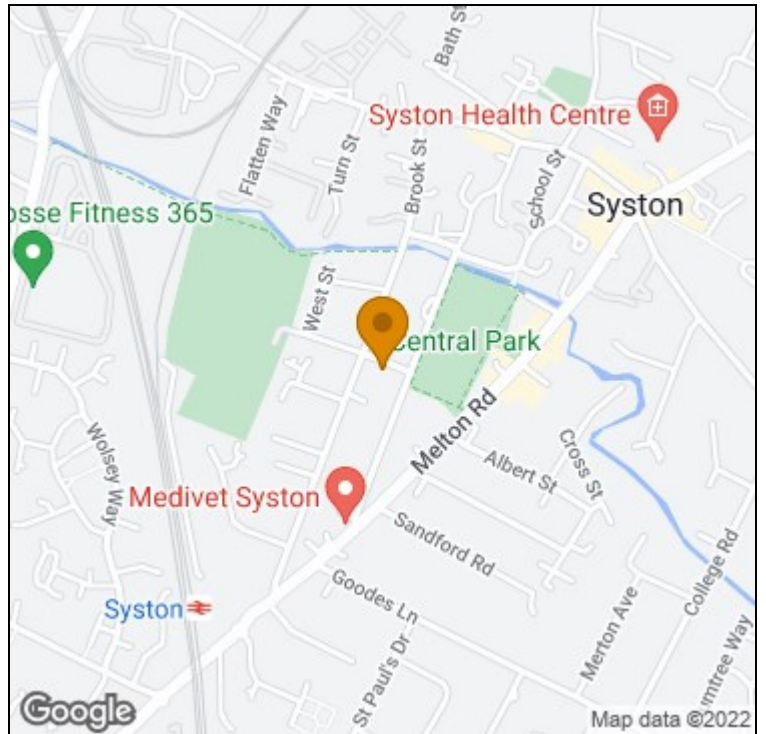 Bath St
Syston Health Centre
Flatten Way
Turn St
Brook St
School St
Syston
osse Fitness 365
West St
Central Park
Melton Rd
Wolsey Way
Albert St
Cross St
Medivet Syston
Sandford Rd
College Rd
Goodes Ln
Syston
Merton Ave
umtree Way
St Paul's Dr
Google
Map data ©2022